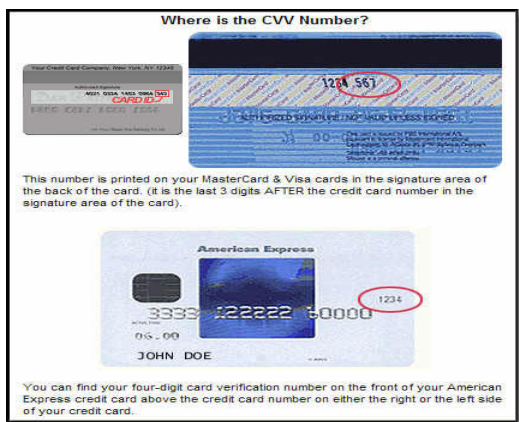 Where is the CVV Number?
Your Credit Card Company, New York, NY 12345
Authorized Signature
CARD ID
1234 567
AUTHORIZED SIGNATURE / NOT VALID UNLESS SIGNED
This number is printed on your MasterCard & Visa cards in the signature area of
the back of the card. (it is the last 3 digits AFTER the credit card number in the
signature area of the card).
American Express
1234
3333 122222 60000
06.00
JOHN DOE
You can find your four-digit card verification number on the front of your American
Express credit card above the credit card number on either the right or the left side
of your credit card.